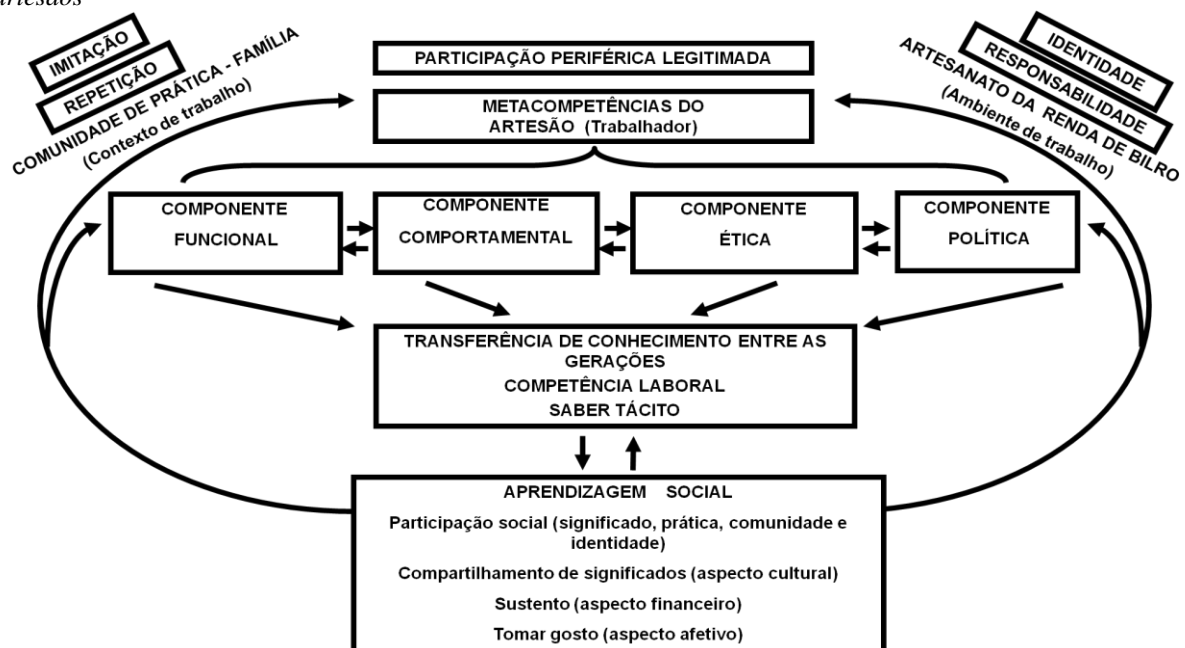 artesãos
IMITAÇÃO
REPETIÇÃO
COMUNIDADE DE PRÁTICA - FAMÍLIA
(Contexto de trabalho)
PARTICIPAÇÃO PERIFÉRICA LEGITIMADA
METACOMPETÊNCIAS DO
ARTESÃO (Trabalhador)
IDENTIDADE
RESPONSABILIDADE
ARTESANATO DA RENDA DE BILRO
(Ambiente de trabalho)
COMPONENTE
FUNCIONAL
COMPONENTE
COMPORTAMENTAL
COMPONENTE
ÉTICA
COMPONENTE
POLÍTICA
TRANSFERÊNCIA DE CONHECIMENTO ENTRE AS
GERAÇÕES
COMPETÊNCIA LABORAL
SABER TÁCITO
APRENDIZAGEM SOCIAL
Participação social (significado, prática, comunidade e
identidade)
Compartilhamento de significados (aspecto cultural)
Sustento (aspecto financeiro)
Tomar gosto (aspecto afetivo)